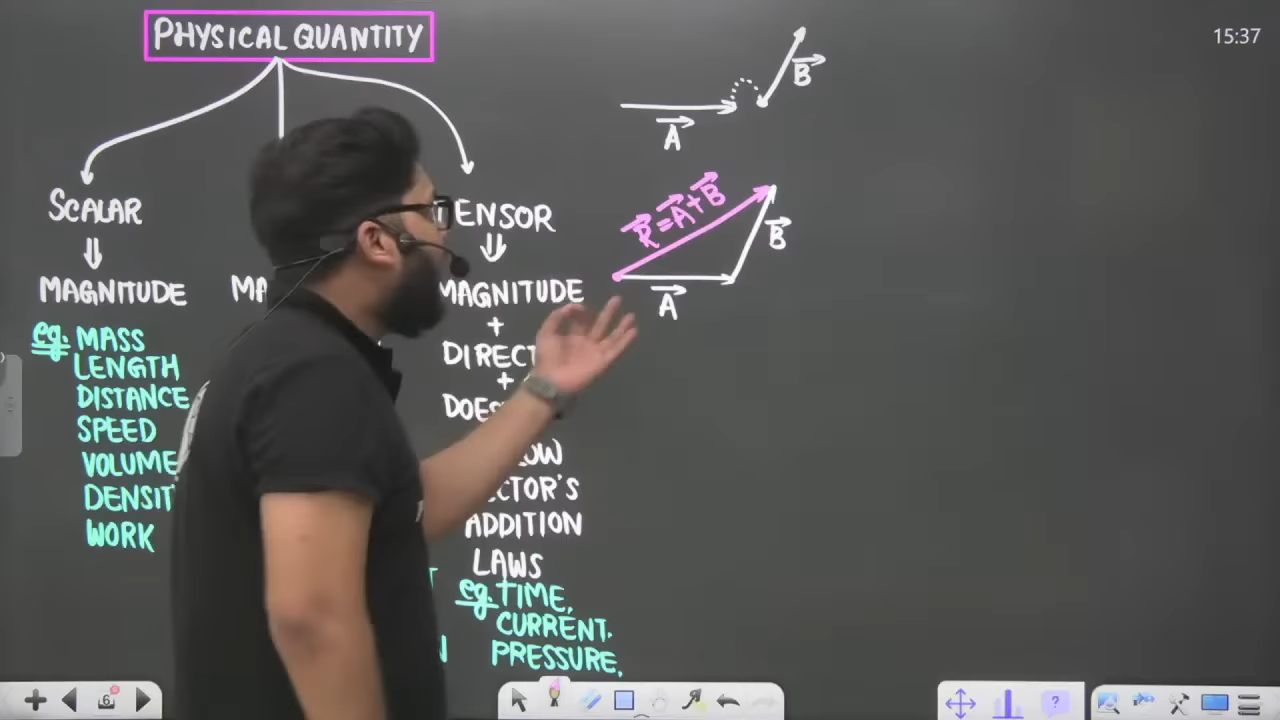 PHYSICAL QUANTITY
15:37
SCALAR
⇓
MAGNITUDE
eg. MASS
LENGTH
DISTANCE
SPEED
VOLUME
WORK
⇓
MAGNITUDE
+
+
ADDITION
LAWS
eg. TIME,
CURRENT.
PRESSURE,
A
B
R = A + B
A
B
6
?